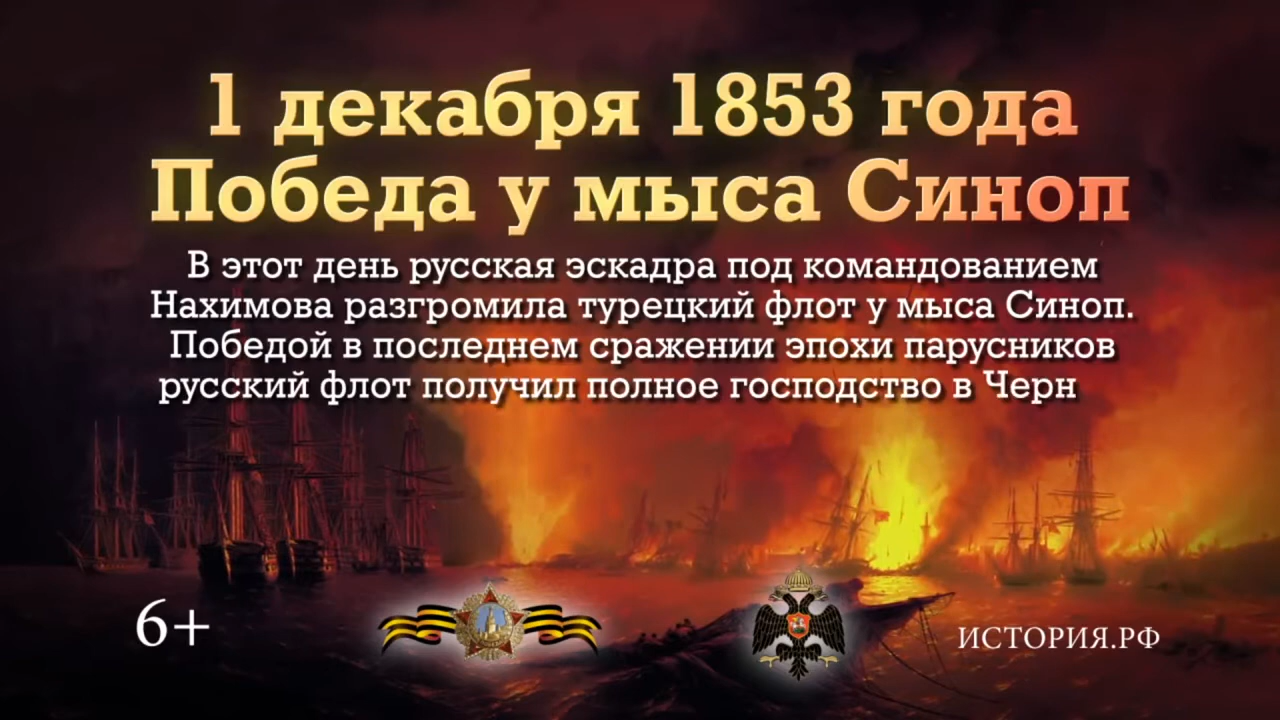 1 декабря 1853 года
Победа у мыса Синоп
В этот день русская эскадра под командованием
Нахимова разгромила турецкий флот у мыса Синоп.
Победой в последнем сражении эпохи парусников
русский флот получил полное господство в Черн
6+
ИСТОРИЯ.РФ